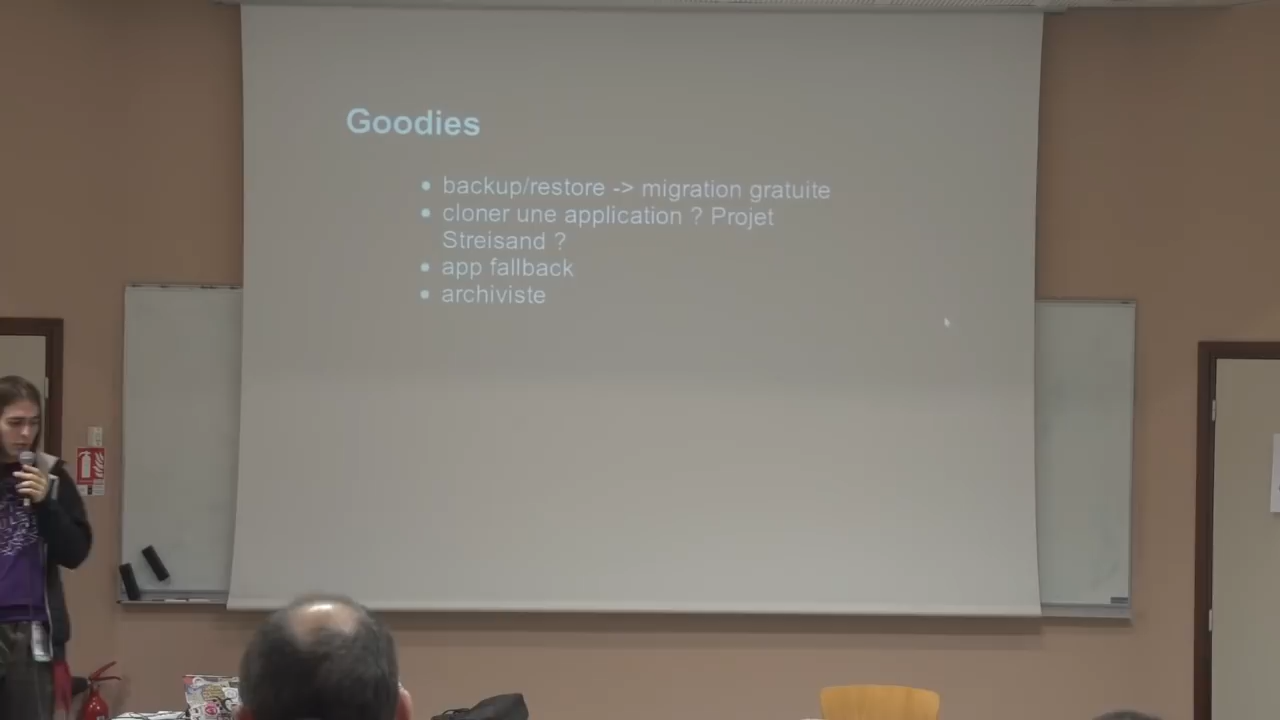 Goodies
backup/restore -> migration gratuite
cloner une application ? Projet
Streisand ?
app fallback
archiviste